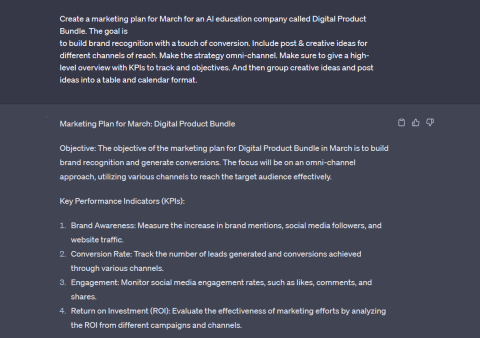 Create a marketing plan for March for an AI education company called Digital Product
Bundle. The goal is
to build brand recognition with a touch of conversion. Include post & creative ideas for
different channels of reach. Make the strategy omni-channel. Make sure to give a high-
level overview with KPIs to track and objectives. And then group creative ideas and post
ideas into a table and calendar format.
Marketing Plan for March: Digital Product Bundle
Objective: The objective of the marketing plan for Digital Product Bundle in March is to build
brand recognition and generate conversions. The focus will be on an omni-channel
approach, utilizing various channels to reach the target audience effectively.
Key Performance Indicators (KPIs):
1. Brand Awareness: Measure the increase in brand mentions, social media followers, and
website traffic.
2. Conversion Rate: Track the number of leads generated and conversions achieved
through various channels.
3. Engagement: Monitor social media engagement rates, such as likes, comments, and
shares.
4. Return on Investment (ROI): Evaluate the effectiveness of marketing efforts by analyzing
the ROI from different campaigns and channels.